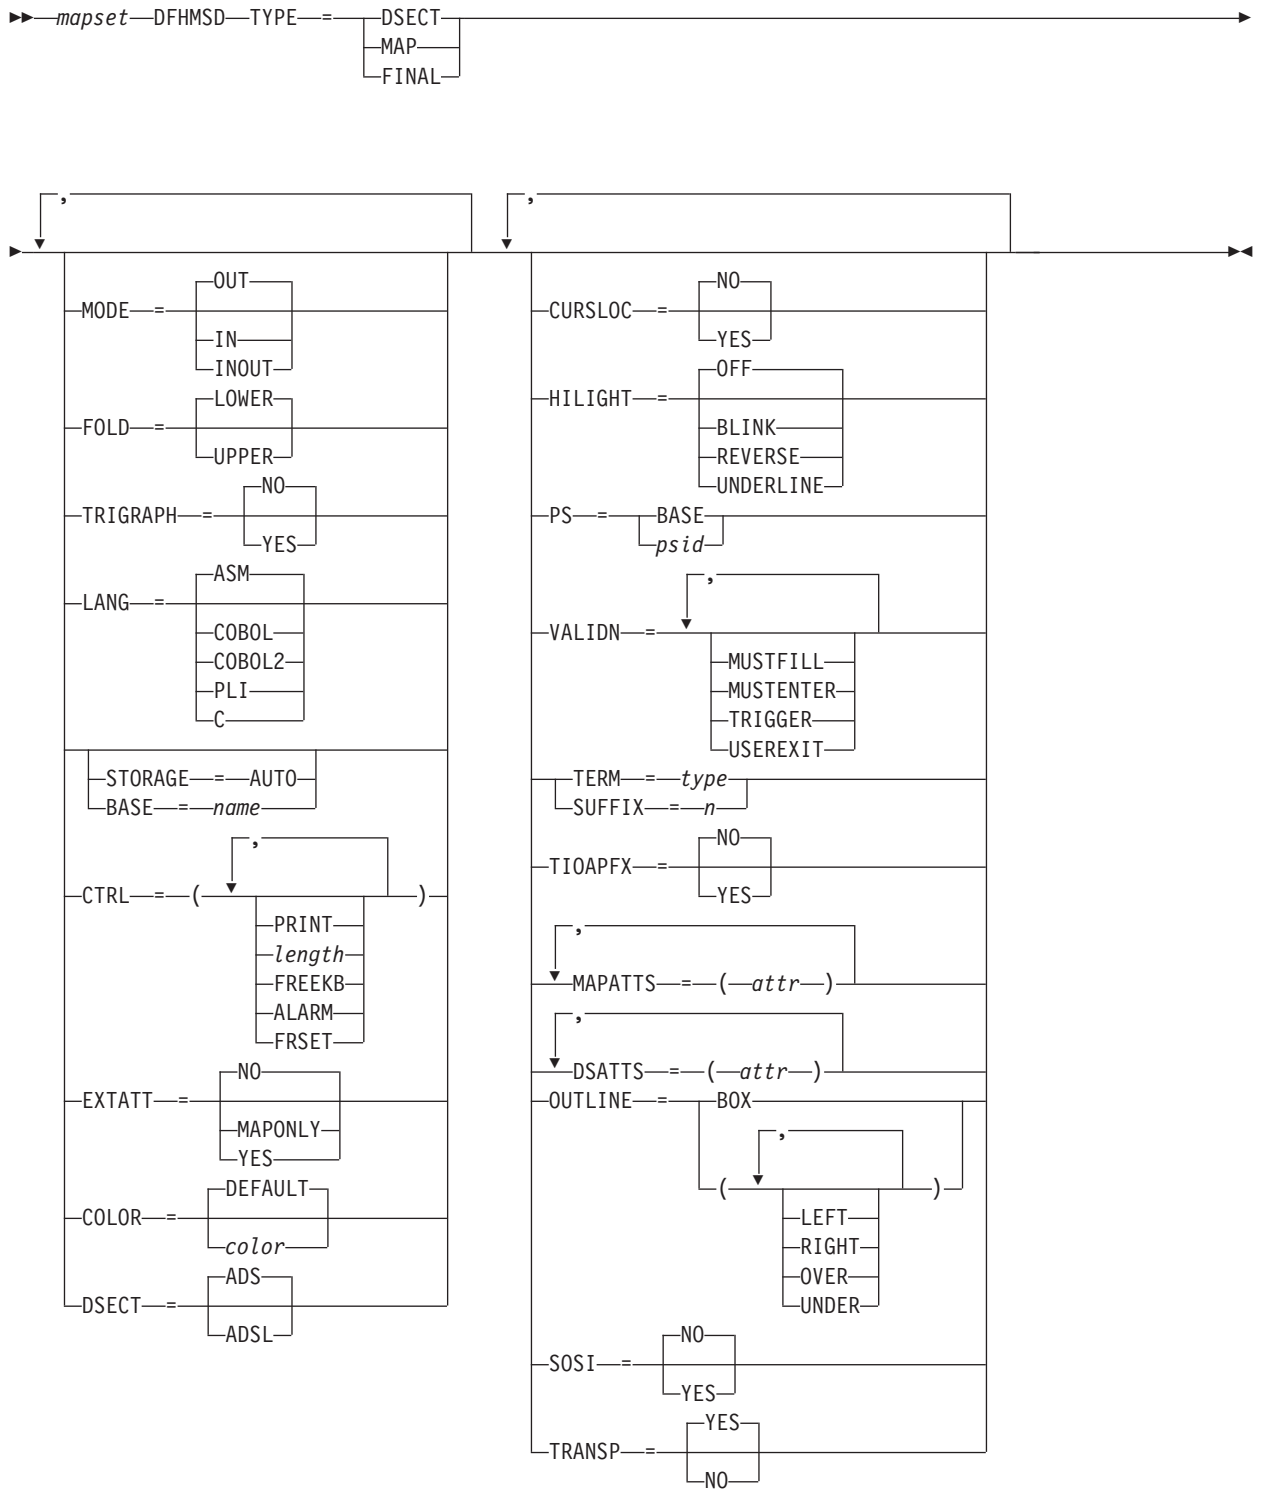 mapset DFHMSD TYPE = DSECT
MAP
FINAL
,
MODE = OUT
IN
INOUT
FOLD = LOWER
UPPER
TRIGRAPH = NO
YES
LANG = ASM
COBOL
COBOL2
PLI
C
STORAGE = AUTO
BASE = name
,
CTRL = ( PRINT )
length
FREEKB
ALARM
FRSET
EXTATT = NO
MAPONLY
YES
COLOR = DEFAULT
color
DSECT = ADS
ADSL
,
CURSLOC = NO
YES
HILIGHT = OFF
BLINK
REVERSE
UNDERLINE
PS = BASE
psid
,
VALIDN = MUSTFILL
MUSTENTER
TRIGGER
USEREXIT
TERM = type
SUFFIX = n
TIOAPFX = NO
YES
,
MAPATTS = ( attr )
,
DSATTS = ( attr )
OUTLINE = BOX
,
( LEFT )
RIGHT
OVER
UNDER
SOSI = NO
YES
TRANSP = YES
NO